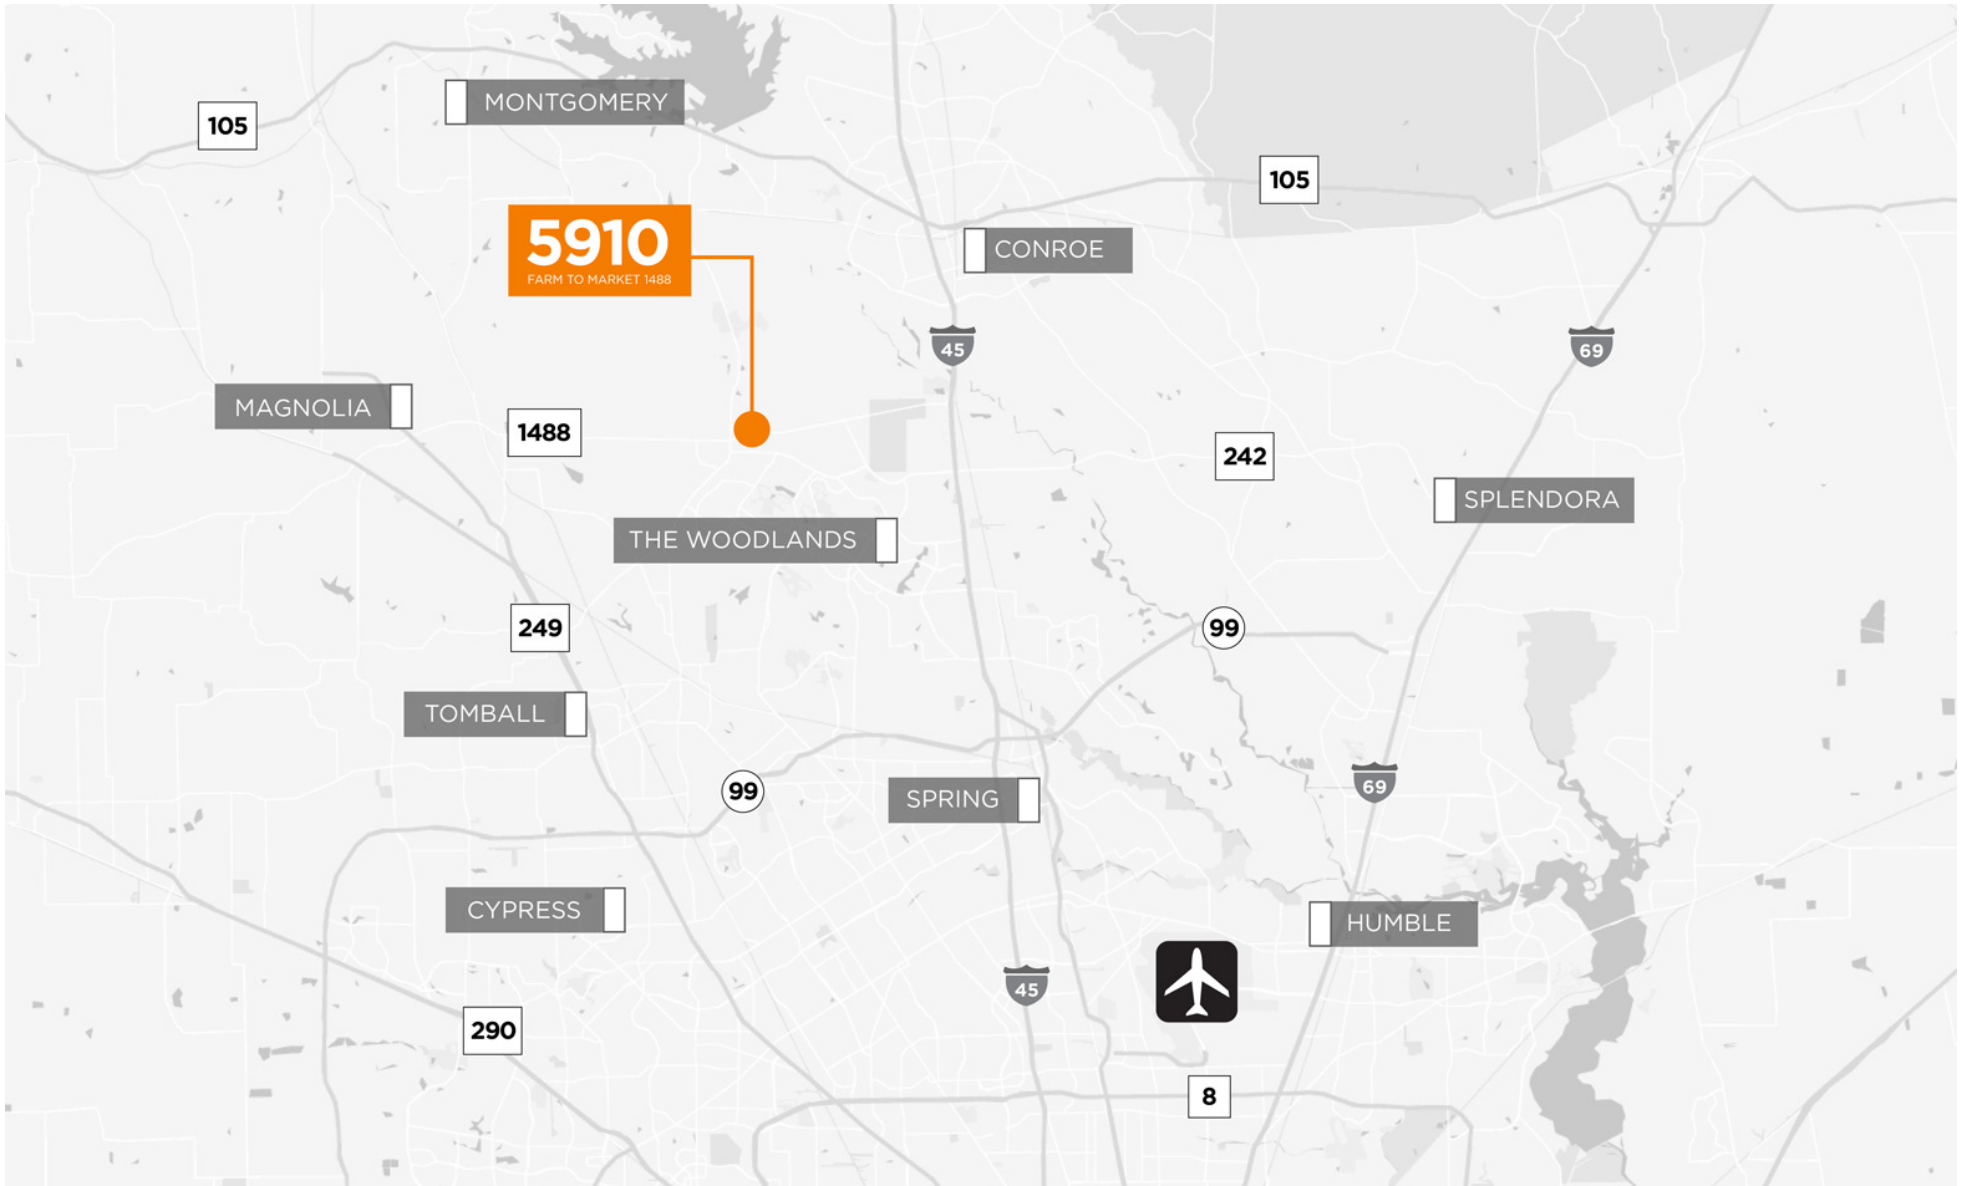 MONTGOMERY
105
105
5910
FARM TO MARKET 1488
CONROE
45
69
MAGNOLIA
1488
242
SPLENDORA
THE WOODLANDS
249
99
TOMBALL
99
SPRING
69
CYPRESS
HUMBLE
45
290
8